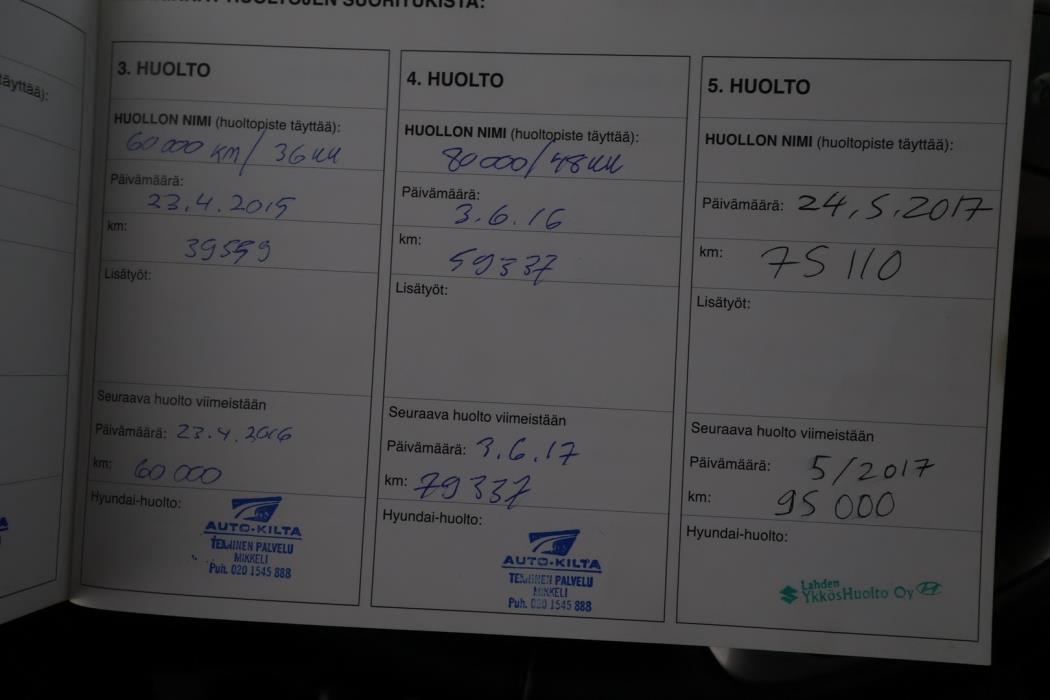 HUOLTOJEN SUORITUKISTA:
täyttää):
3. HUOLTO
HUOLLON NIMI (huoltopiste täyttää):
60 000 km / 36 kk
Päivämäärä:
23.4.2015
km:
39559
Lisätyöt:
Seuraava huolto viimeistään
Päivämäärä: 23.4.2016
km: 60 000
Hyundai-huolto:
AUTO-KILTA
TEKNINEN PALVELU
MIKKELI
Puh. 020 1545 888
4. HUOLTO
HUOLLON NIMI (huoltopiste täyttää):
80 000 / 48 kk
Päivämäärä:
3.6.16
km:
59337
Lisätyöt:
Seuraava huolto viimeistään
Päivämäärä: 3.6.17
km: 79337
Hyundai-huolto:
AUTO-KILTA
TEKNINEN PALVELU
MIKKELI
Puh. 020 1545 888
5. HUOLTO
HUOLLON NIMI (huoltopiste täyttää):
Päivämäärä: 24.5.2017
km: 75 110
Lisätyöt:
Seuraava huolto viimeistään
Päivämäärä: 5/2017
km: 95 000
Hyundai-huolto:
Lahden
YkkösHuolto Oy